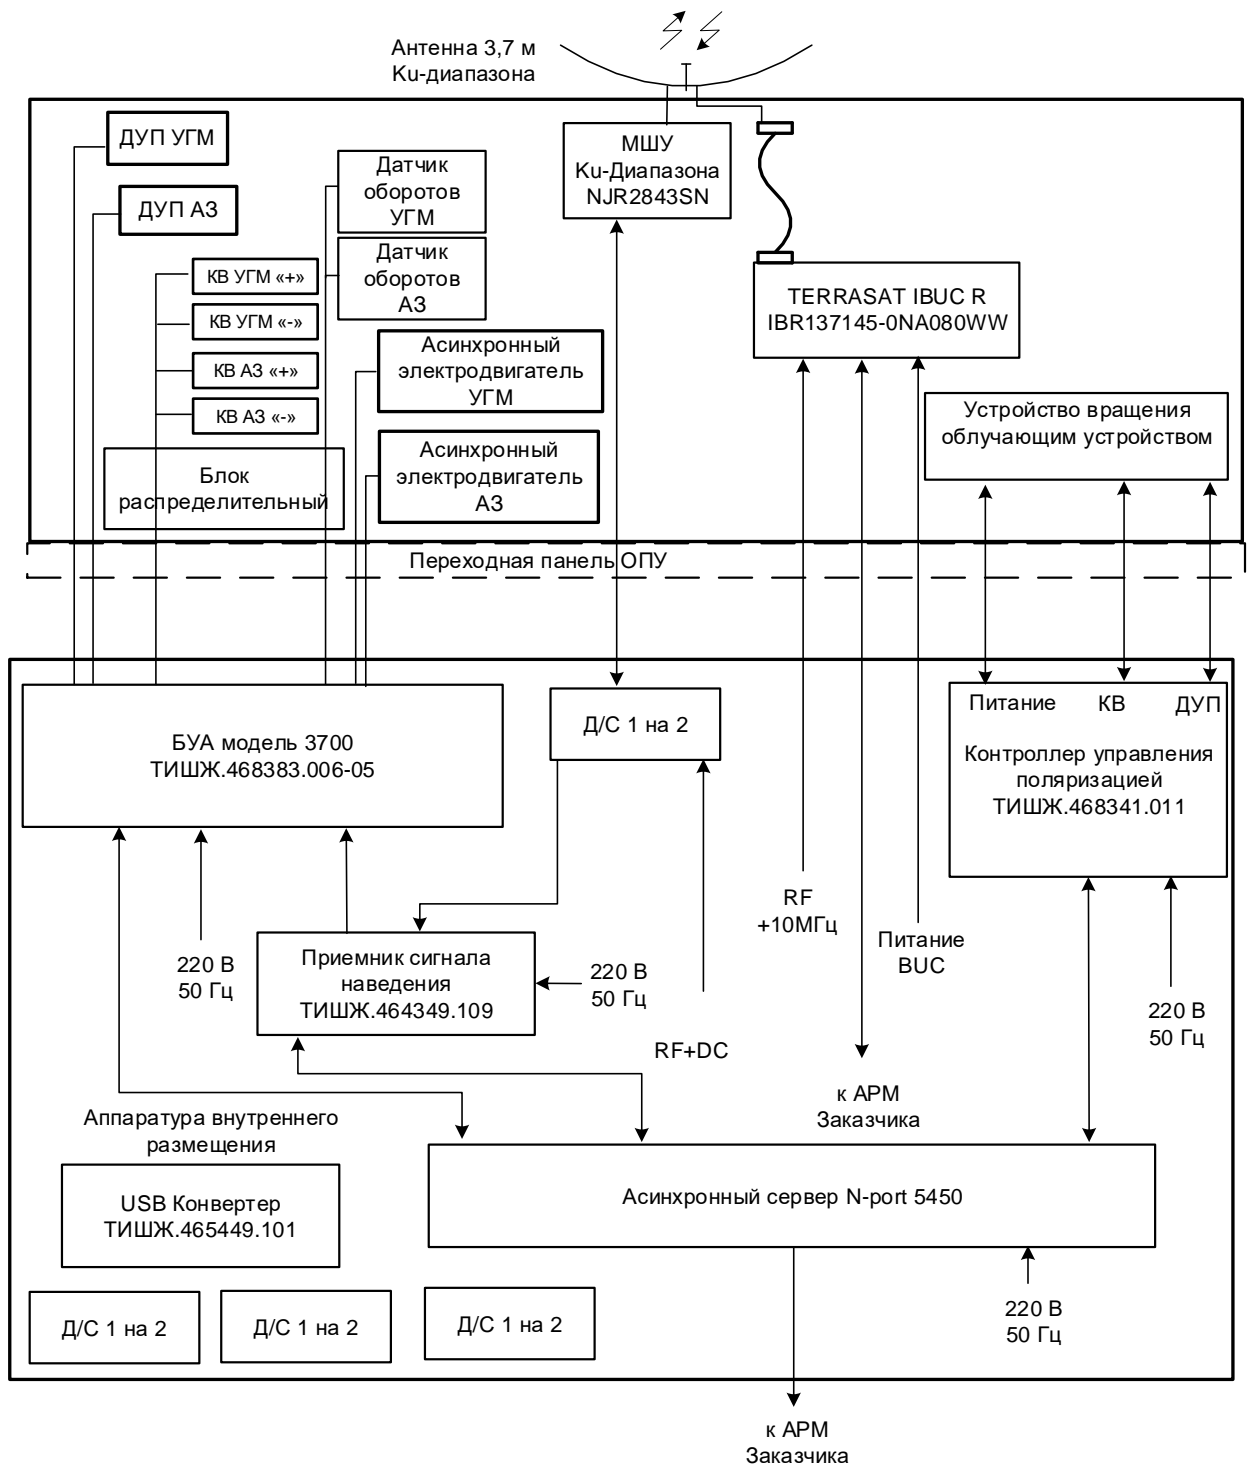 Антенна 3,7 м
Ku-диапазона
ДУП УГМ
ДУП АЗ
КВ УГМ «+»
КВ УГМ «-»
КВ АЗ «+»
КВ АЗ «-»
Блок
распределительный
Датчик
оборотов
УГМ
Датчик
оборотов
АЗ
Асинхронный
электродвигатель
УГМ
Асинхронный
электродвигатель
АЗ
МШУ
Ku-Диапазона
NJR2843SN
TERRASAT IBUC R
IBR137145-0NA080WW
Устройство вращения
облучающим устройством
Переходная панель ОПУ
БУА модель 3700
ТИШЖ.468383.006-05
Д/С 1 на 2
Питание
КВ
ДУП
Контроллер управления
поляризацией
ТИШЖ.468341.011
RF
+10МГц
Питание
BUC
220 В
50 Гц
Приемник сигнала
наведения
ТИШЖ.464349.109
220 В
50 Гц
220 В
50 Гц
RF+DC
к АРМ
Заказчика
Аппаратура внутреннего
размещения
USB Конвертер
ТИШЖ.465449.101
Асинхронный сервер N-port 5450
Д/С 1 на 2
Д/С 1 на 2
Д/С 1 на 2
220 В
50 Гц
к АРМ
Заказчика